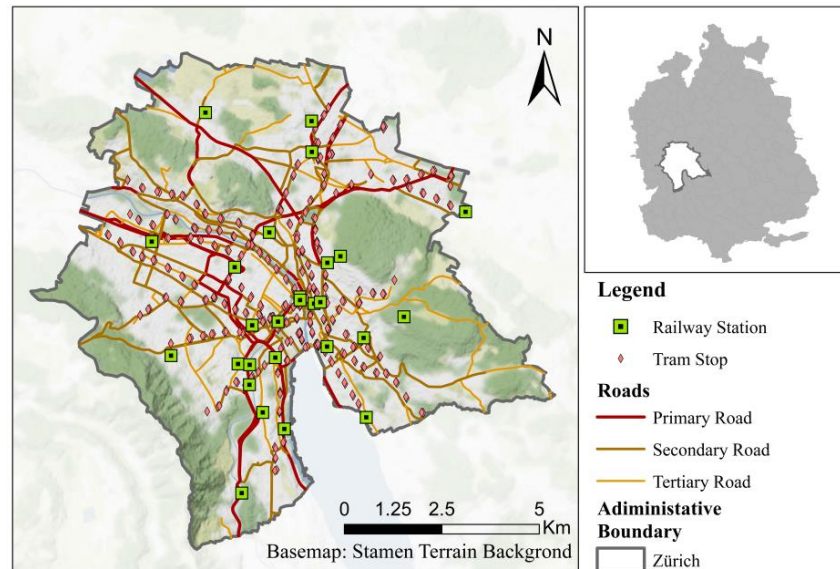 N
0 1.25 2.5 5
Km
Basemap: Stamen Terrain Backgrond
Legend
Railway Station
Tram Stop
Roads
Primary Road
Secondary Road
Tertiary Road
Adiministative
Boundary
Zürich